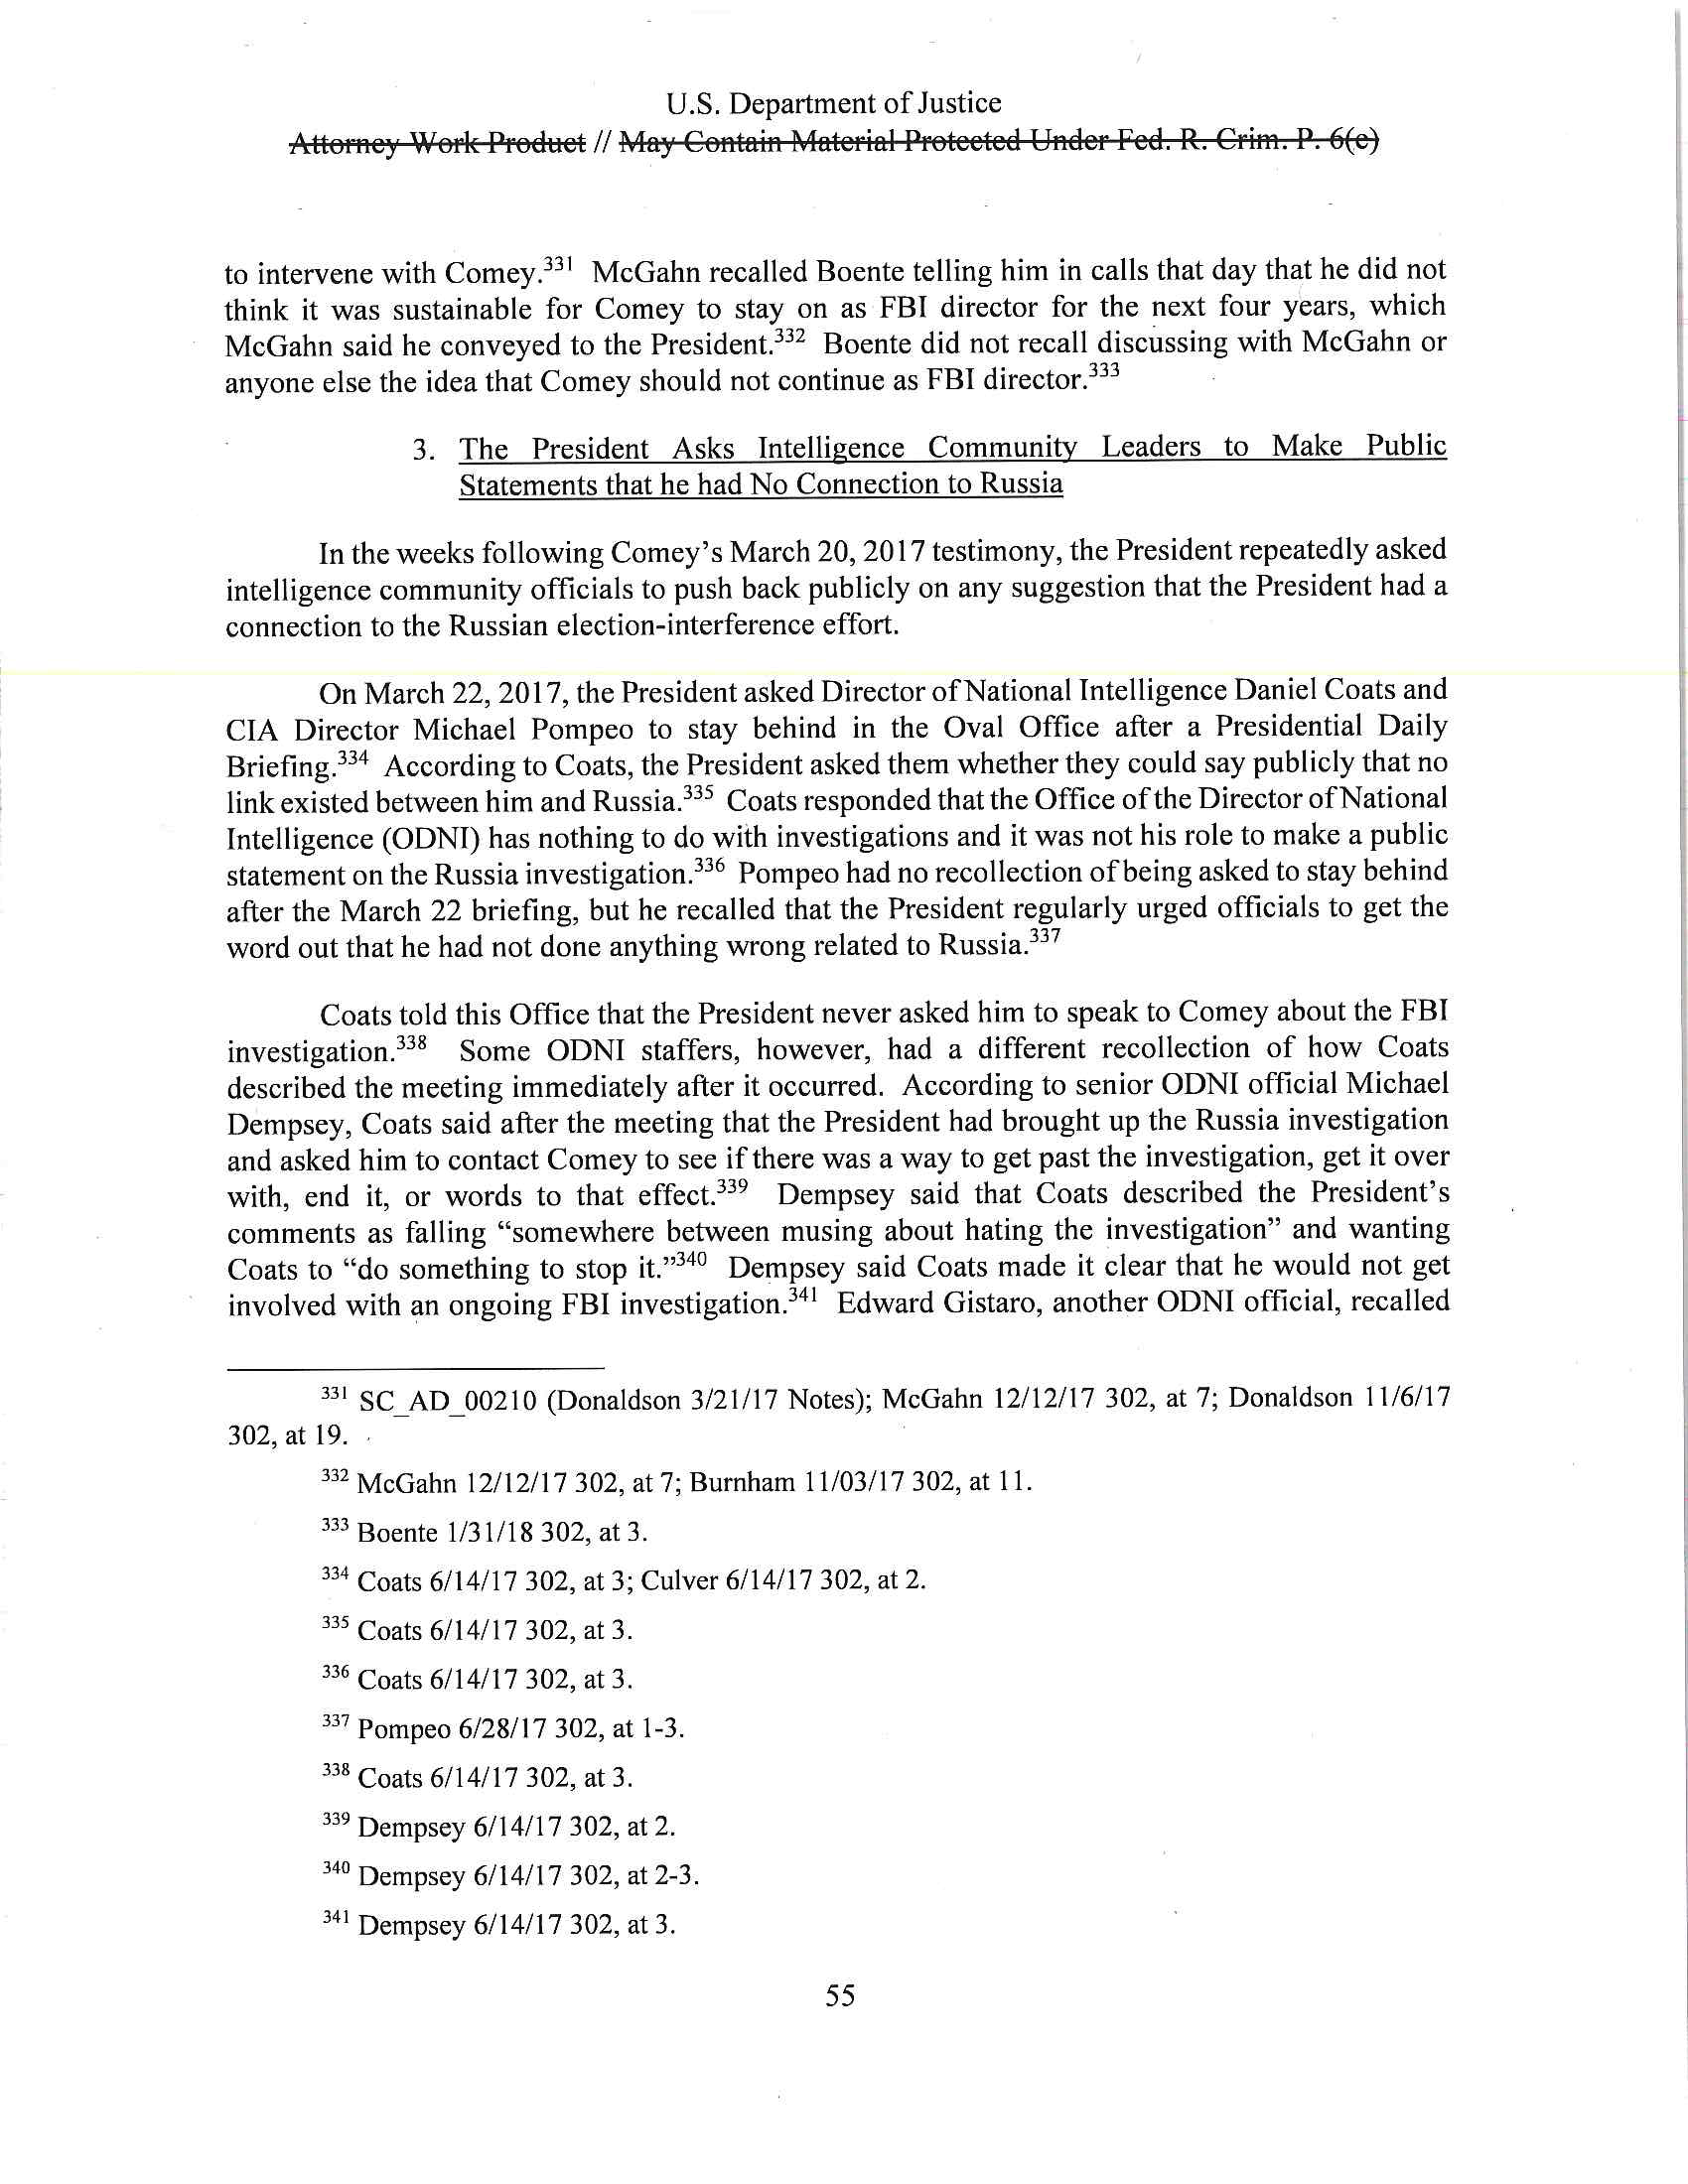 U.S. Department of Justice
Attorney Work Product // May Contain Material Protected Under Fed. R. Crim. P. 6(e)
to intervene with Comey.331 McGahn recalled Boente telling him in calls that day that he did not
think it was sustainable for Comey to stay on as FBI director for the next four years, which
McGahn said he conveyed to the President.332 Boente did not recall discussing with McGahn or
anyone else the idea that Comey should not continue as FBI director.333
3. The President Asks Intelligence Community Leaders to Make Public
Statements that he had No Connection to Russia
In the weeks following Comey’s March 20, 2017 testimony, the President repeatedly asked
intelligence community officials to push back publicly on any suggestion that the President had a
connection to the Russian election-interference effort.
On March 22, 2017, the President asked Director of National Intelligence Daniel Coats and
CIA Director Michael Pompeo to stay behind in the Oval Office after a Presidential Daily
Briefing.334 According to Coats, the President asked them whether they could say publicly that no
link existed between him and Russia.335 Coats responded that the Office of the Director of National
Intelligence (ODNI) has nothing to do with investigations and it was not his role to make a public
statement on the Russia investigation.336 Pompeo had no recollection of being asked to stay behind
after the March 22 briefing, but he recalled that the President regularly urged officials to get the
word out that he had not done anything wrong related to Russia.337
Coats told this Office that the President never asked him to speak to Comey about the FBI
investigation.338 Some ODNI staffers, however, had a different recollection of how Coats
described the meeting immediately after it occurred. According to senior ODNI official Michael
Dempsey, Coats said after the meeting that the President had brought up the Russia investigation
and asked him to contact Comey to see if there was a way to get past the investigation, get it over
with, end it, or words to that effect.339 Dempsey said that Coats described the President’s
comments as falling “somewhere between musing about hating the investigation” and wanting
Coats to “do something to stop it.”340 Dempsey said Coats made it clear that he would not get
involved with an ongoing FBI investigation.341 Edward Gistaro, another ODNI official, recalled
331 SC_AD_00210 (Donaldson 3/21/17 Notes); McGahn 12/12/17 302, at 7; Donaldson 11/6/17
302, at 19.
332 McGahn 12/12/17 302, at 7; Burnham 11/03/17 302, at 11.
333 Boente 1/31/18 302, at 3.
334 Coats 6/14/17 302, at 3; Culver 6/14/17 302, at 2.
335 Coats 6/14/17 302, at 3.
336 Coats 6/14/17 302, at 3.
337 Pompeo 6/28/17 302, at 1-3.
338 Coats 6/14/17 302, at 3.
339 Dempsey 6/14/17 302, at 2.
340 Dempsey 6/14/17 302, at 2-3.
341 Dempsey 6/14/17 302, at 3.
55